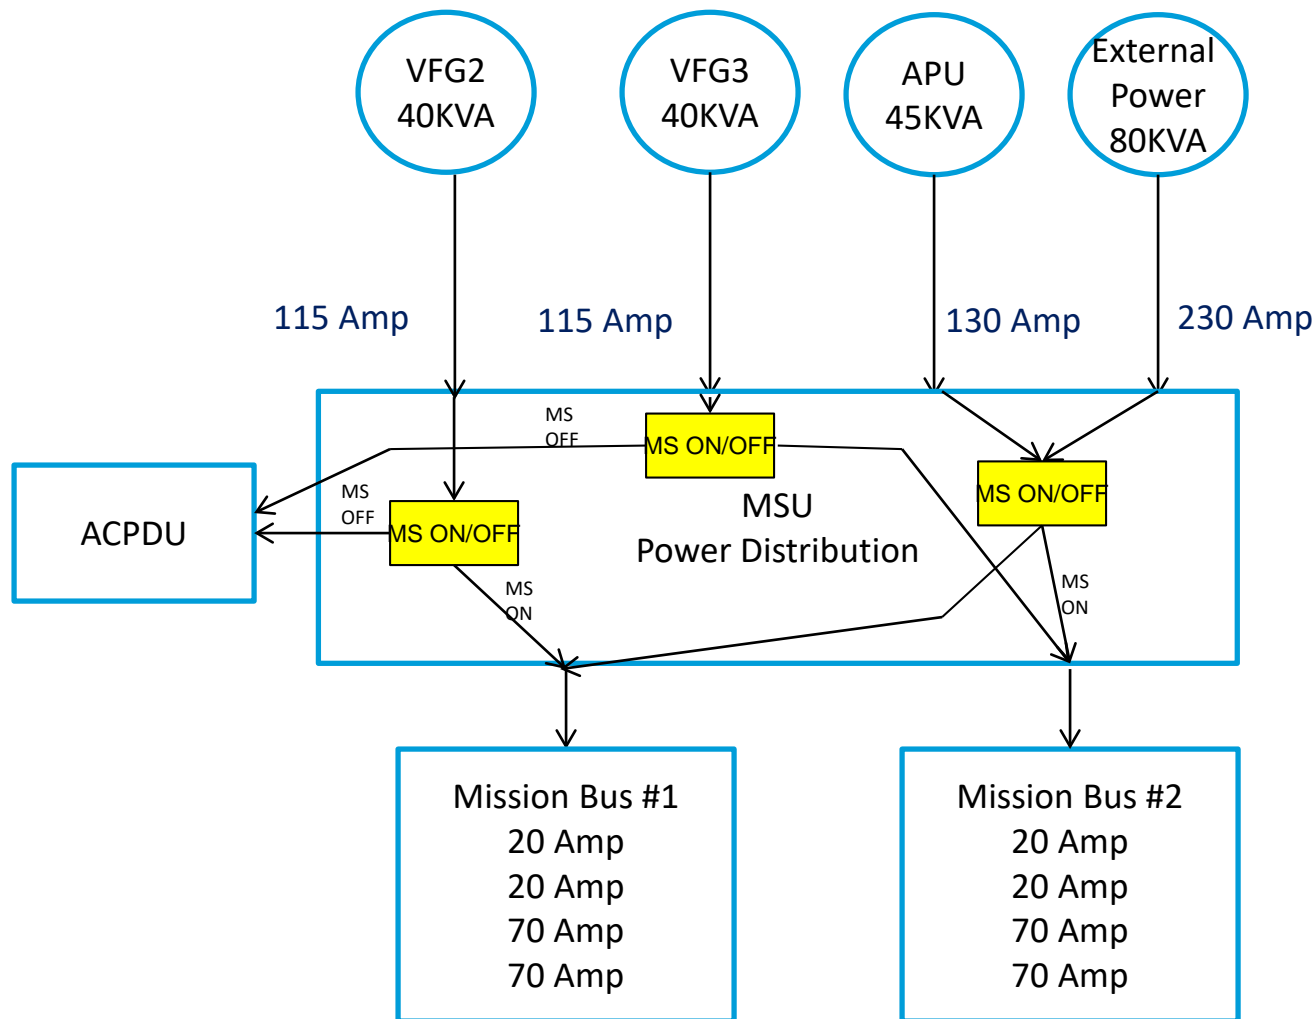 VFG2
40KVA
VFG3
40KVA
APU
45KVA
External
Power
80KVA
115 Amp
115 Amp
130 Amp
230 Amp
MS
OFF
MS ON/OFF
MS ON/OFF
MS
OFF
MS ON/OFF
MSU
Power Distribution
ACPDU
MS
ON
MS
ON
Mission Bus #1
20 Amp
20 Amp
70 Amp
70 Amp
Mission Bus #2
20 Amp
20 Amp
70 Amp
70 Amp